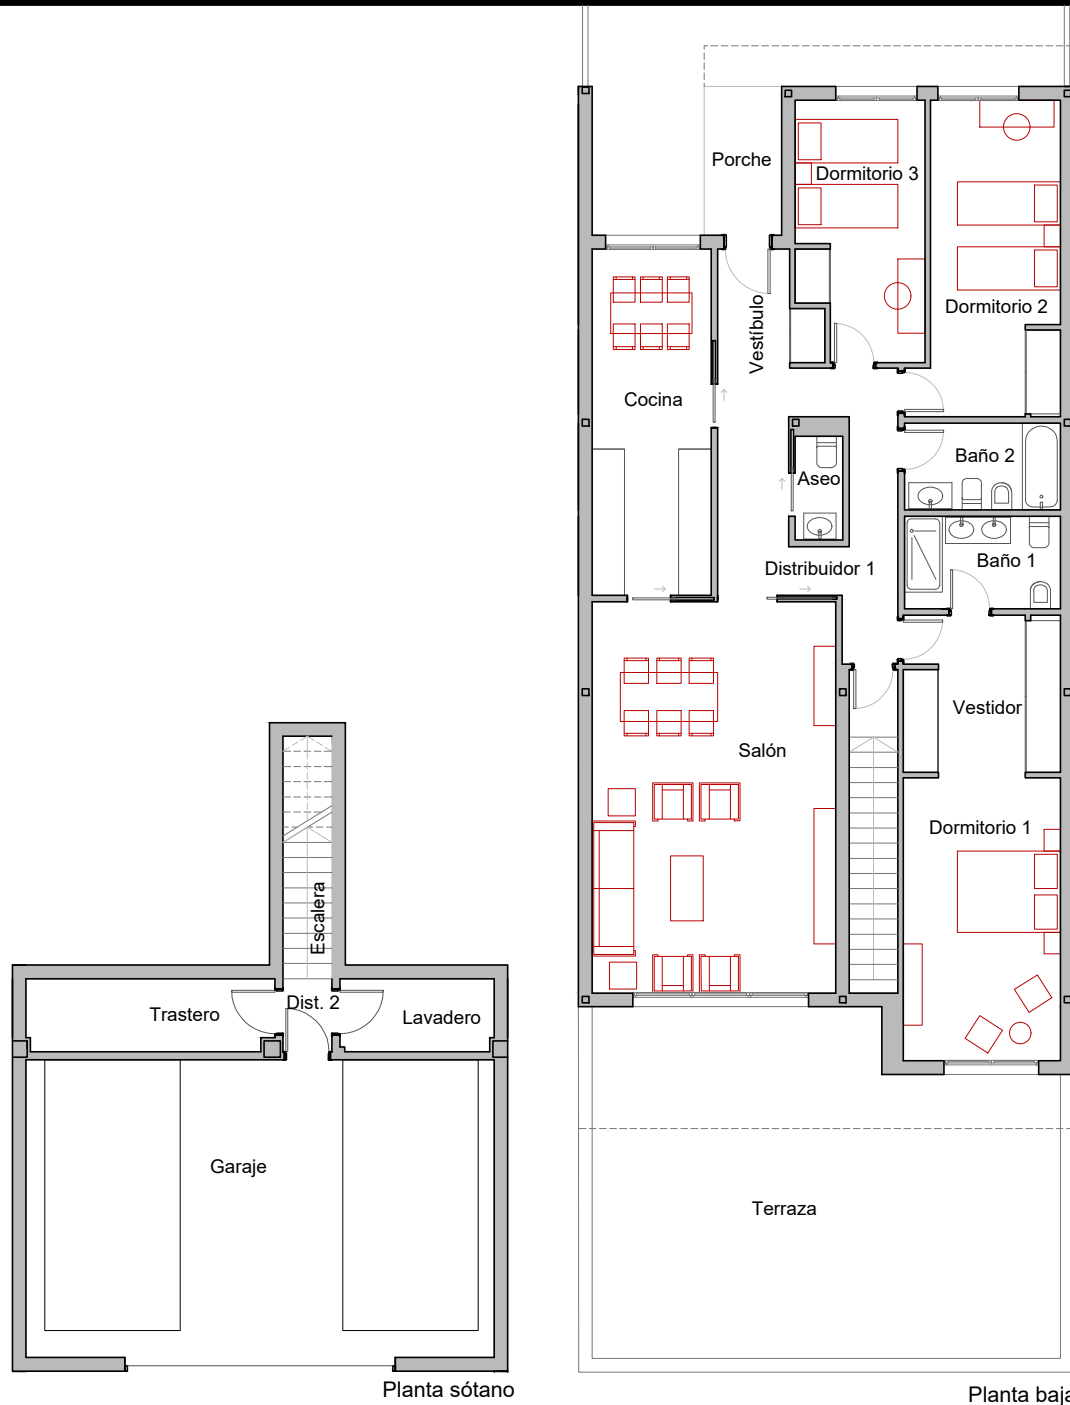 Porche
Dormitorio 3
Dormitorio 2
Vestíbulo
Cocina
Baño 2
Aseo
Baño 1
Distribuidor 1
Vestidor
Salón
Dormitorio 1
Escalera
Dist. 2
Trastero
Lavadero
Garaje
Terraza
Planta sótano
Planta baja